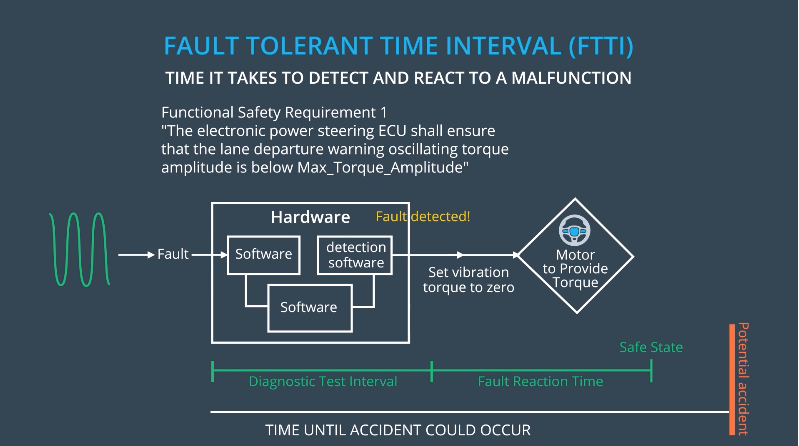 FAULT TOLERANT TIME INTERVAL (FTTI)
TIME IT TAKES TO DETECT AND REACT TO A MALFUNCTION
Functional Safety Requirement 1
"The electronic power steering ECU shall ensure
that the lane departure warning oscillating torque
amplitude is below Max_Torque_Amplitude"
Hardware
Fault detected!
Fault
Software
detection
software
Software
Set vibration
torque to zero
Motor
to Provide
Torque
Safe State
Diagnostic Test Interval
Fault Reaction Time
Potential accident
TIME UNTIL ACCIDENT COULD OCCUR